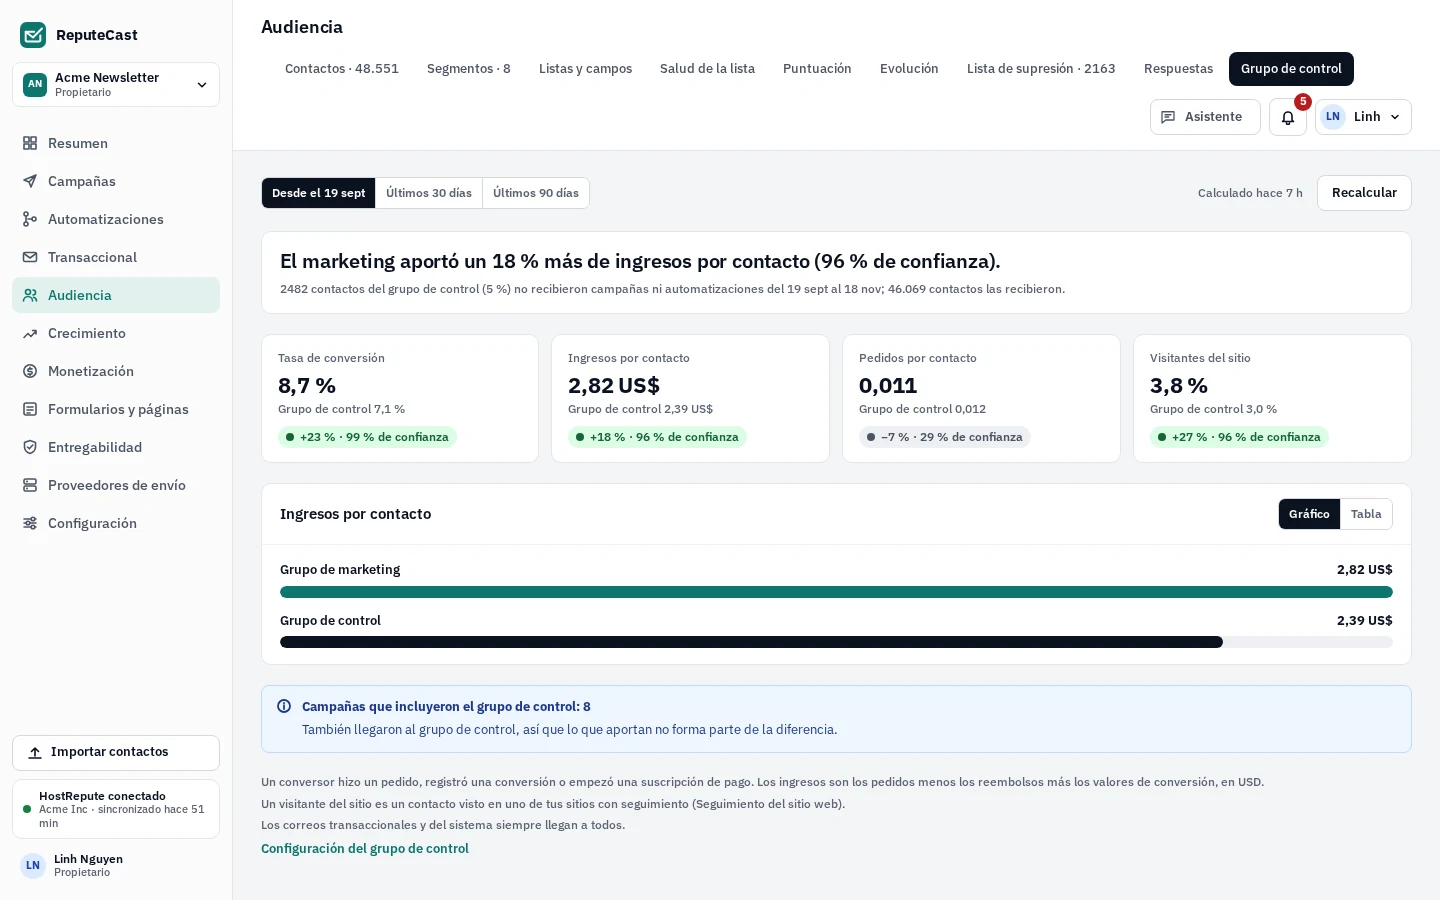 ReputeCast
AN
Acme Newsletter
Propietario
Resumen
Campañas
Automatizaciones
Transaccional
Audiencia
Crecimiento
Monetización
Formularios y páginas
Entregabilidad
Proveedores de envío
Configuración
Importar contactos
HostRepute conectado
Acme Inc · sincronizado hace 51
min
LN
Linh Nguyen
Propietario
Audiencia
Contactos · 48.551
Segmentos · 8
Listas y campos
Salud de la lista
Puntuación
Evolución
Lista de supresión · 2163
Respuestas
Grupo de control
Asistente
5
LN
Linh
Desde el 19 sept
Últimos 30 días
Últimos 90 días
Calculado hace 7 h
Recalcular
El marketing aportó un 18 % más de ingresos por contacto (96 % de confianza).
2482 contactos del grupo de control (5 %) no recibieron campañas ni automatizaciones del 19 sept al 18 nov; 46.069 contactos las recibieron.
Tasa de conversión
8,7 %
Grupo de control 7,1 %
+23 % · 99 % de confianza
Ingresos por contacto
2,82 US$
Grupo de control 2,39 US$
+18 % · 96 % de confianza
Pedidos por contacto
0,011
Grupo de control 0,012
−7 % · 29 % de confianza
Visitantes del sitio
3,8 %
Grupo de control 3,0 %
+27 % · 96 % de confianza
Ingresos por contacto
Gráfico
Tabla
Grupo de marketing
2,82 US$
Grupo de control
2,39 US$
Campañas que incluyeron el grupo de control: 8
También llegaron al grupo de control, así que lo que aportan no forma parte de la diferencia.
Un conversor hizo un pedido, registró una conversión o empezó una suscripción de pago. Los ingresos son los pedidos menos los reembolsos más los valores de conversión, en USD.
Un visitante del sitio es un contacto visto en uno de tus sitios con seguimiento (Seguimiento del sitio web).
Los correos transaccionales y del sistema siempre llegan a todos.
Configuración del grupo de control